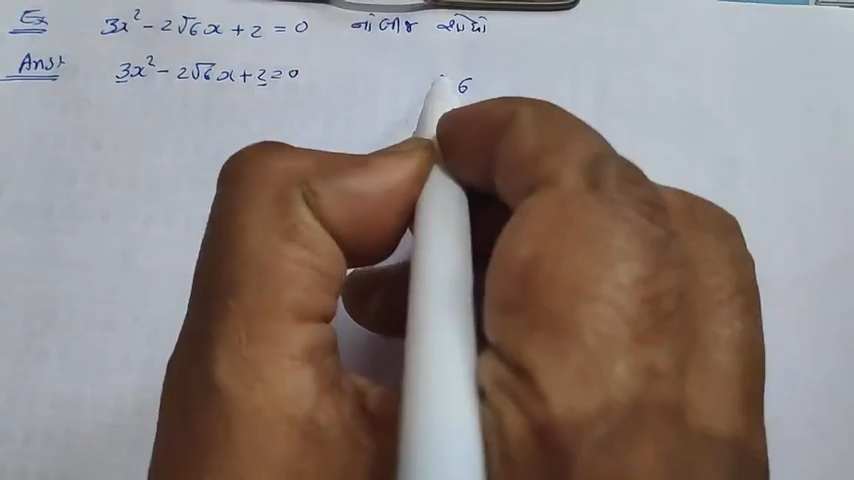 Ex 3x² - 2√6x + 2 = 0 નાં બીજ શોધો
Ans: 3x² - 2√6x + 2 = 0
6